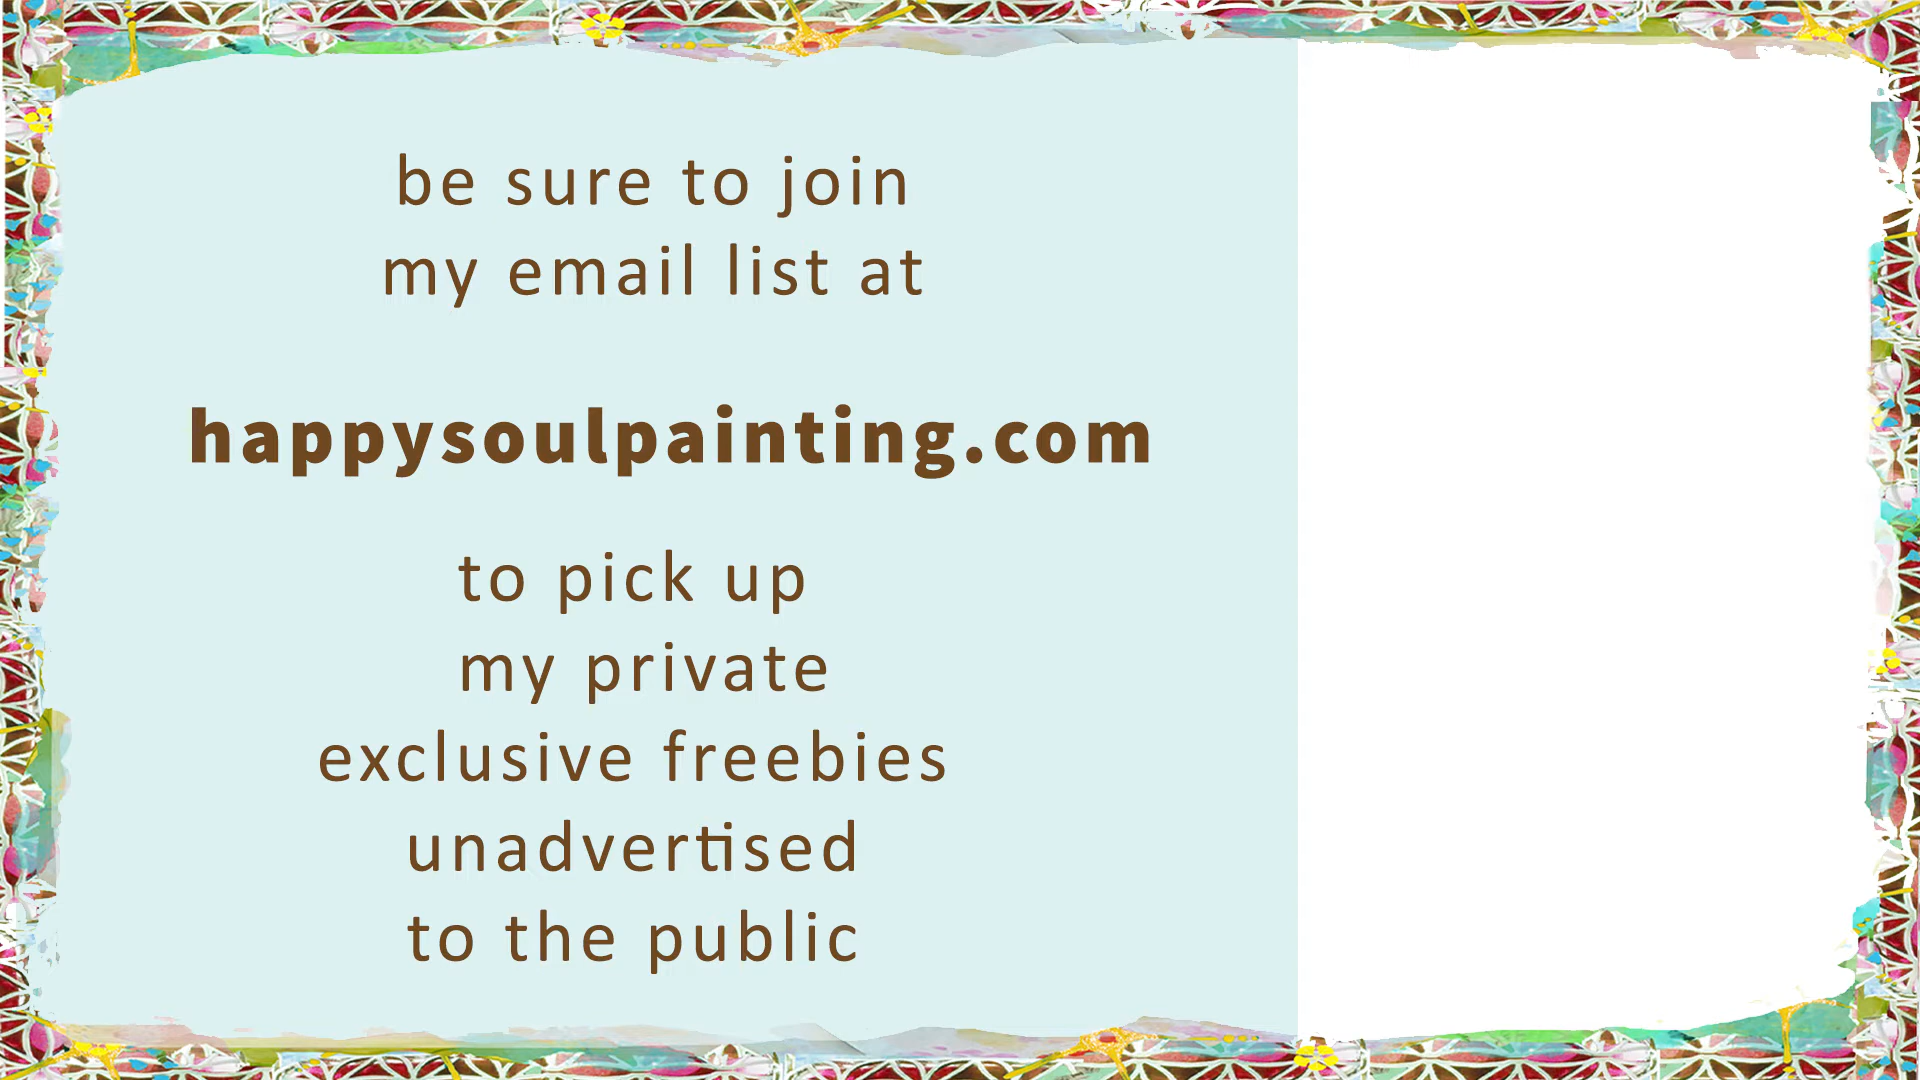 be sure to join
my email list at
happysoulpainting.com
to pick up
my private
exclusive freebies
unadvertised
to the public